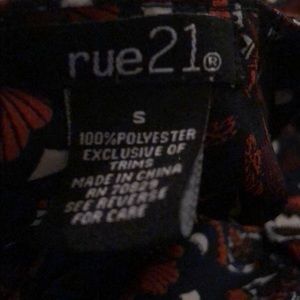 rue21®
S
100%POLYESTER
EXCLUSIVE OF
TRIMS
MADE IN CHINA
RN 70829
SEE REVERSE
FOR CARE